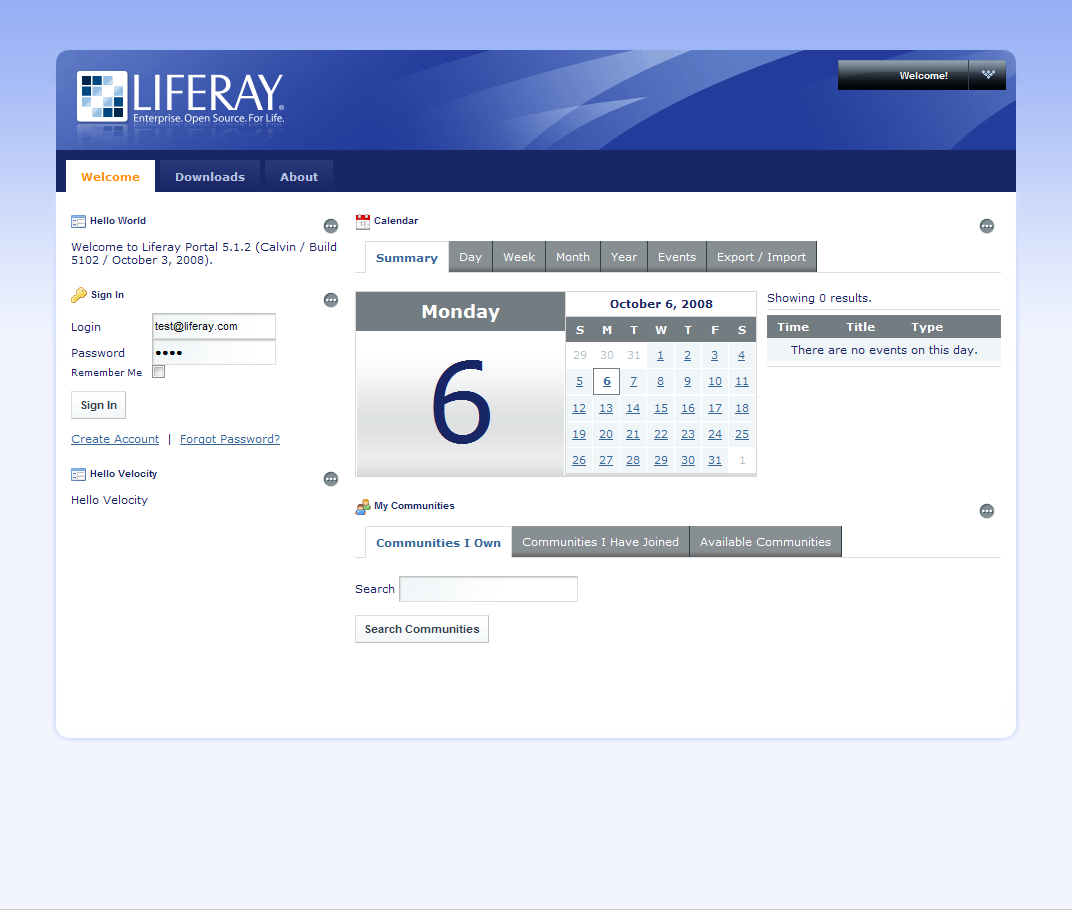 LIFERAY®
Enterprise. Open Source. For Life.
Welcome!
Welcome Downloads About
Hello World
Welcome to Liferay Portal 5.1.2 (Calvin / Build
5102 / October 3, 2008).
Sign In
Login test@liferay.com
Password ••••
Remember Me
Sign In
Create Account | Forgot Password?
Hello Velocity
Hello Velocity
Calendar
Summary Day Week Month Year Events Export / Import
Monday
6
October 6, 2008
S M T W T F S
29 30 31 1 2 3 4
5 6 7 8 9 10 11
12 13 14 15 16 17 18
19 20 21 22 23 24 25
26 27 28 29 30 31 1
Showing 0 results.
Time Title Type
There are no events on this day.
My Communities
Communities I Own Communities I Have Joined Available Communities
Search
Search Communities